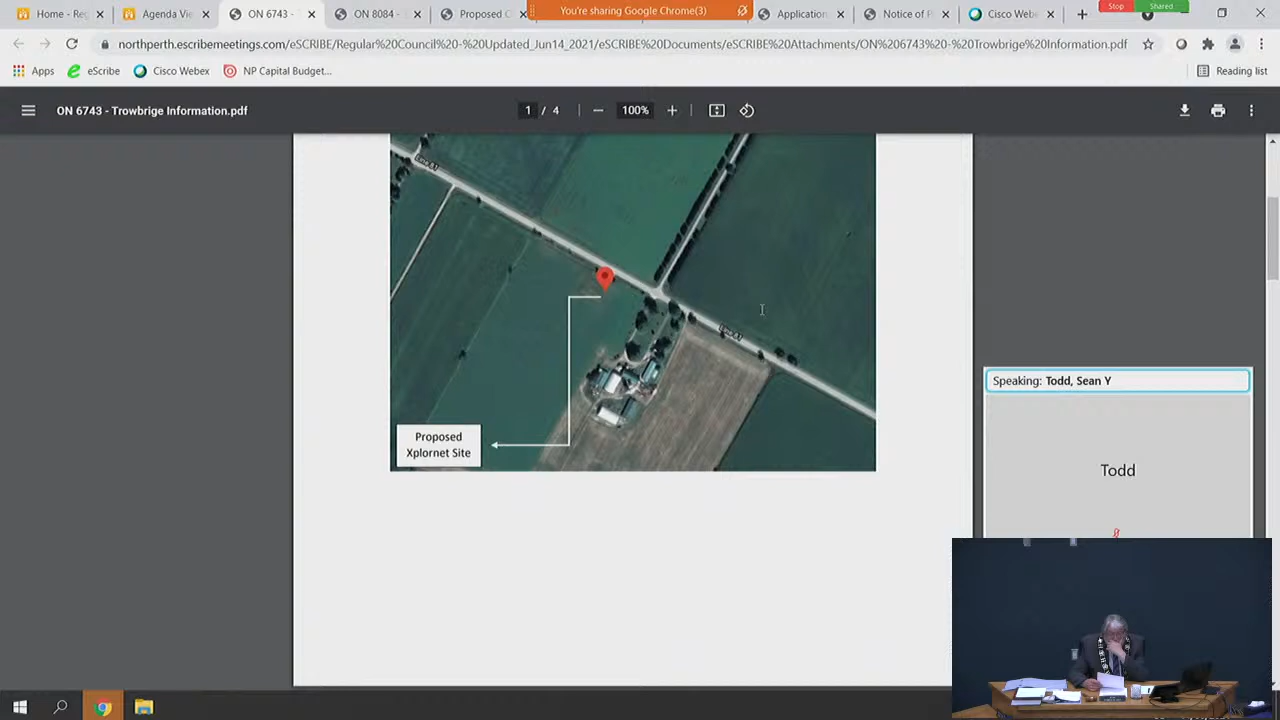 You're sharing Google Chrome(3)
Stop
Shared
Home - Re
Agenda Vie
ON 6743 -
ON 8084 -
Proposed C
Application
Notice of P
Cisco Web
northperth.escribemeetings.com/eSCRIBE/Regular%20Council%20-%20Updated_Jun14_2021/eSCRIBE%20Documents/eSCRIBE%20Attachments/ON%206743%20-%20Trowbrige%20Information.pdf
Apps
eScribe
Cisco Webex
NP Capital Budget...
Reading list
ON 6743 - Trowbrige Information.pdf
1 / 4
100%
Proposed
Xplornet Site
Speaking: Todd, Sean Y
Todd